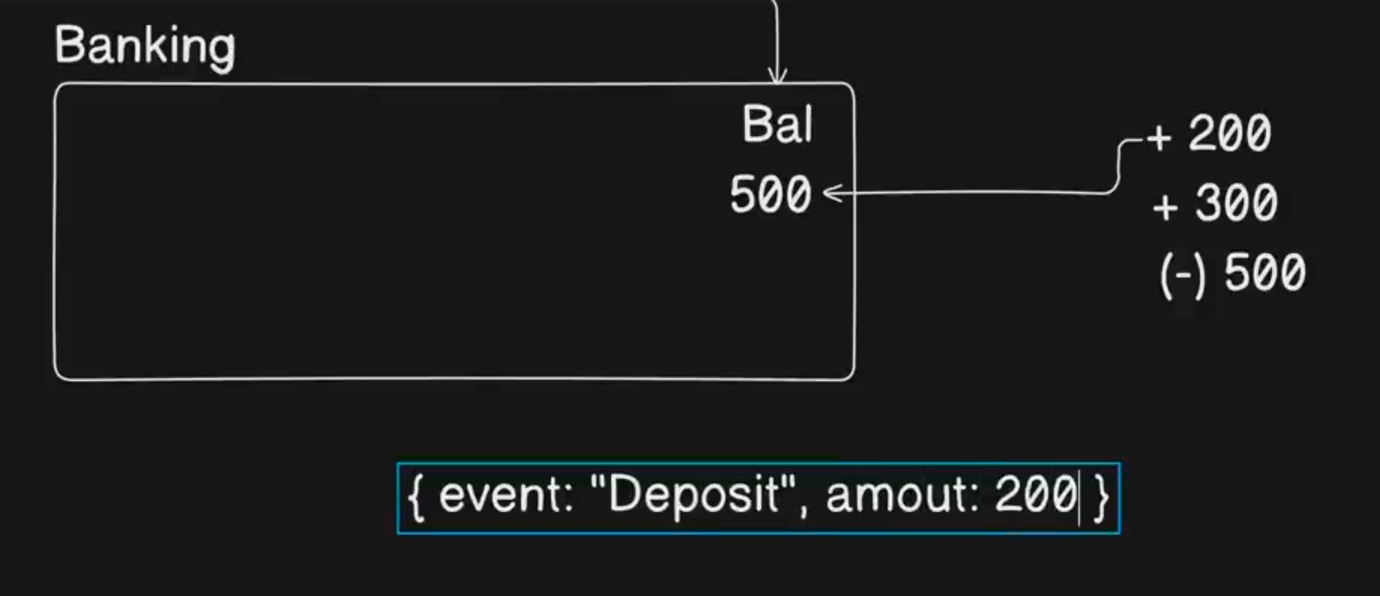 Banking
Bal
500
+ 200
+ 300
(-) 500
{ event: "Deposit", amout: 200 }